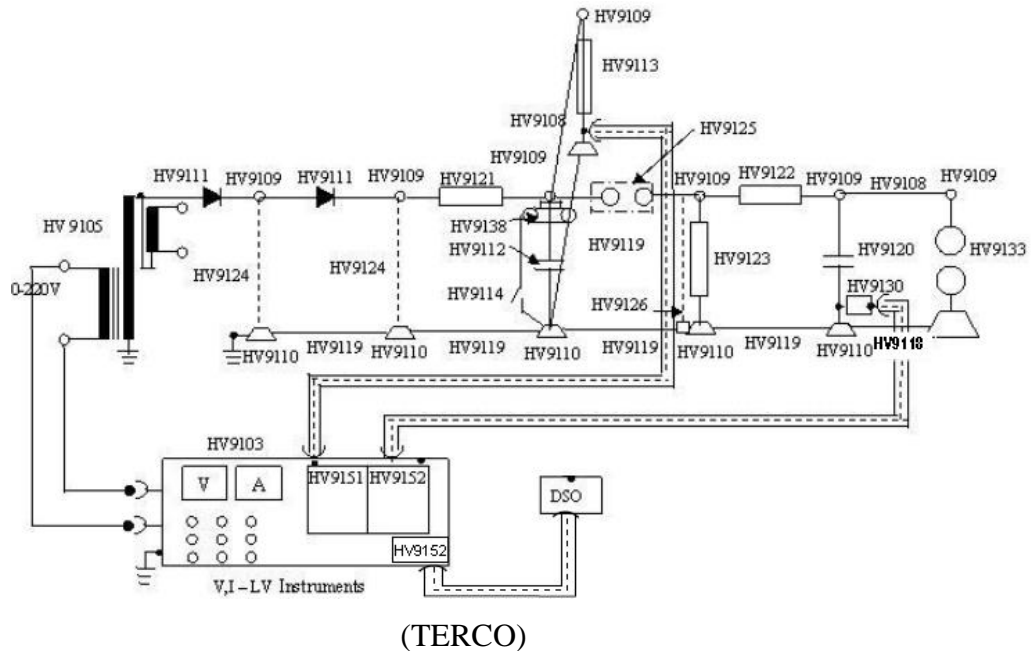 HV9109
HV9113
HV9108
HV9125
HV9109
HV9111 HV9109 HV9111 HV9109 HV9121 HV9109 HV9122 HV9109 HV9108 HV9109
HV 9105
HV9138
HV9112
HV9119
HV9123
HV9120
HV9133
HV9124
HV9124
HV9114
HV9126
HV9130
0-220V
HV9110 HV9119 HV9110 HV9119 HV9110 HV9119 HV9110 HV9119 HV9110 HV9118
HV9103
V A HV9151 HV9152
DSO
HV9152
V,I – LV Instruments
(TERCO)